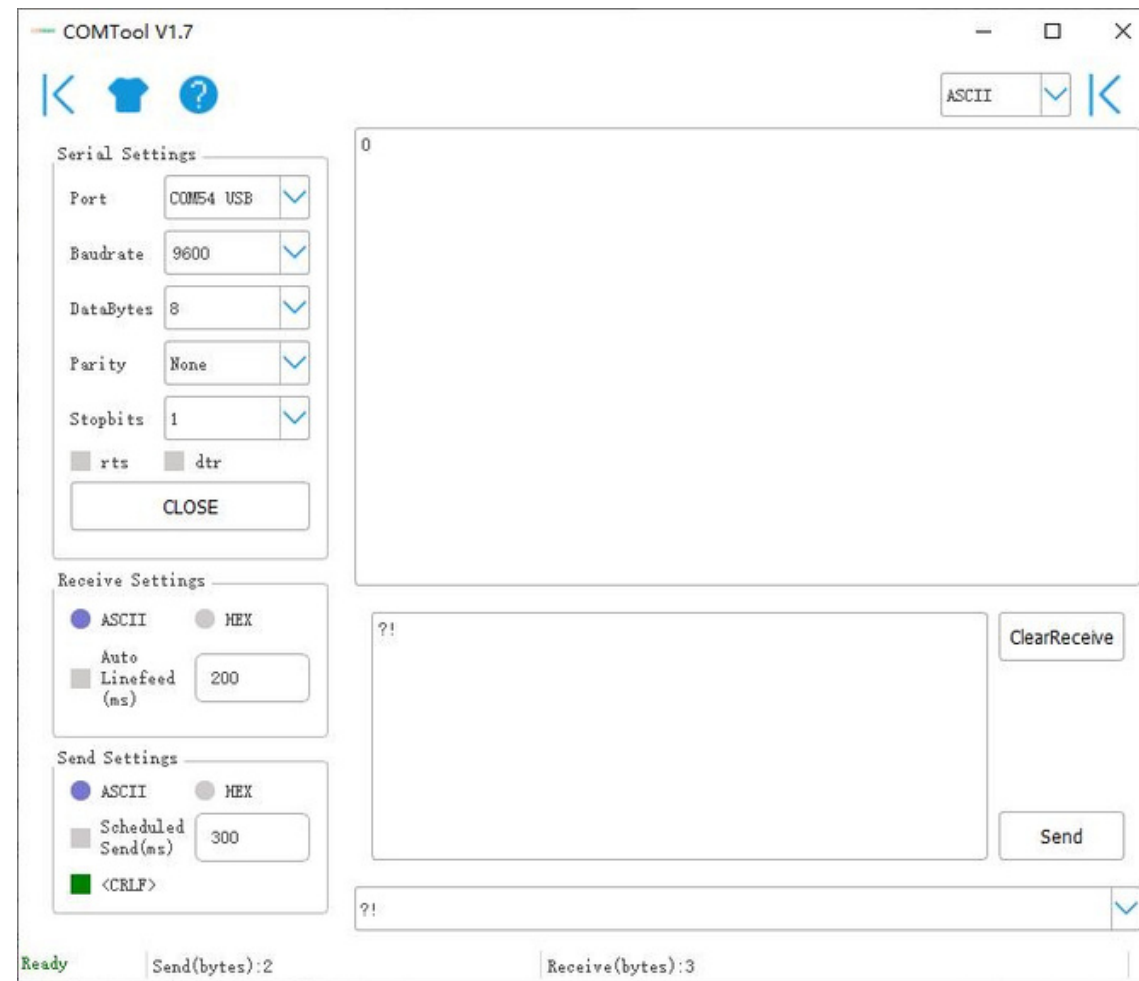 COMTool V1.7
ASCII
Serial Settings
Port COM54 USB
Baudrate 9600
DataBytes 8
Parity None
Stopbits 1
rts dtr
CLOSE
0
Receive Settings
ASCII HEX
Auto
Linefeed
(ms)
200
?!
ClearReceive
Send Settings
ASCII HEX
Scheduled
Send(ms)
300
<CRLF>
Send
?!
Ready Send(bytes):2 Receive(bytes):3